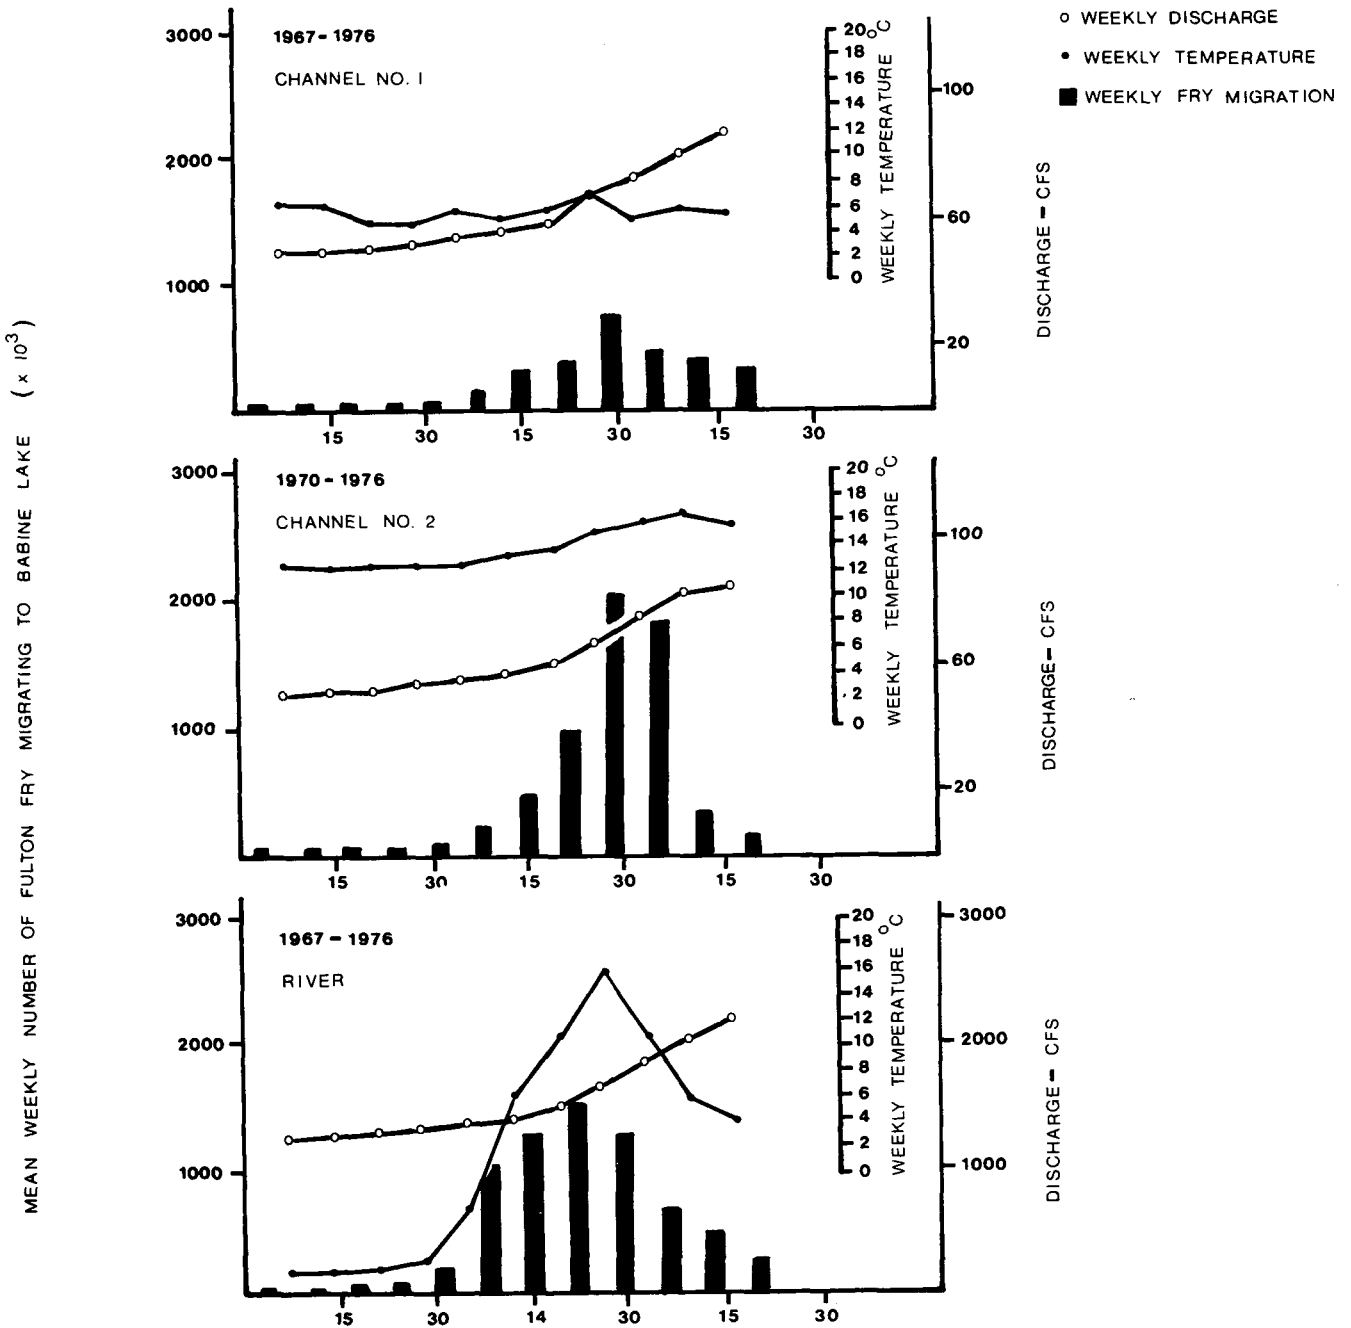 ○ WEEKLY DISCHARGE
• WEEKLY TEMPERATURE
■ WEEKLY FRY MIGRATION
MEAN WEEKLY NUMBER OF FULTON FRY MIGRATING TO BABINE LAKE (x 10³)
1967-1976
CHANNEL NO. 1
3000
2000
1000
15 30 15 30 15 30
20 °C
18
16
14
12
10
8
6
4
2
0
WEEKLY TEMPERATURE
100
60
20
DISCHARGE - CFS
1970-1976
CHANNEL NO. 2
3000
2000
1000
15 30 15 30 15 30
20 °C
18
16
14
12
10
8
6
4
2
0
WEEKLY TEMPERATURE
100
60
20
DISCHARGE - CFS
1967-1976
RIVER
3000
2000
1000
15 30 14 30 15 30
20 °C
18
16
14
12
10
8
6
4
2
0
WEEKLY TEMPERATURE
3000
2000
1000
DISCHARGE - CFS